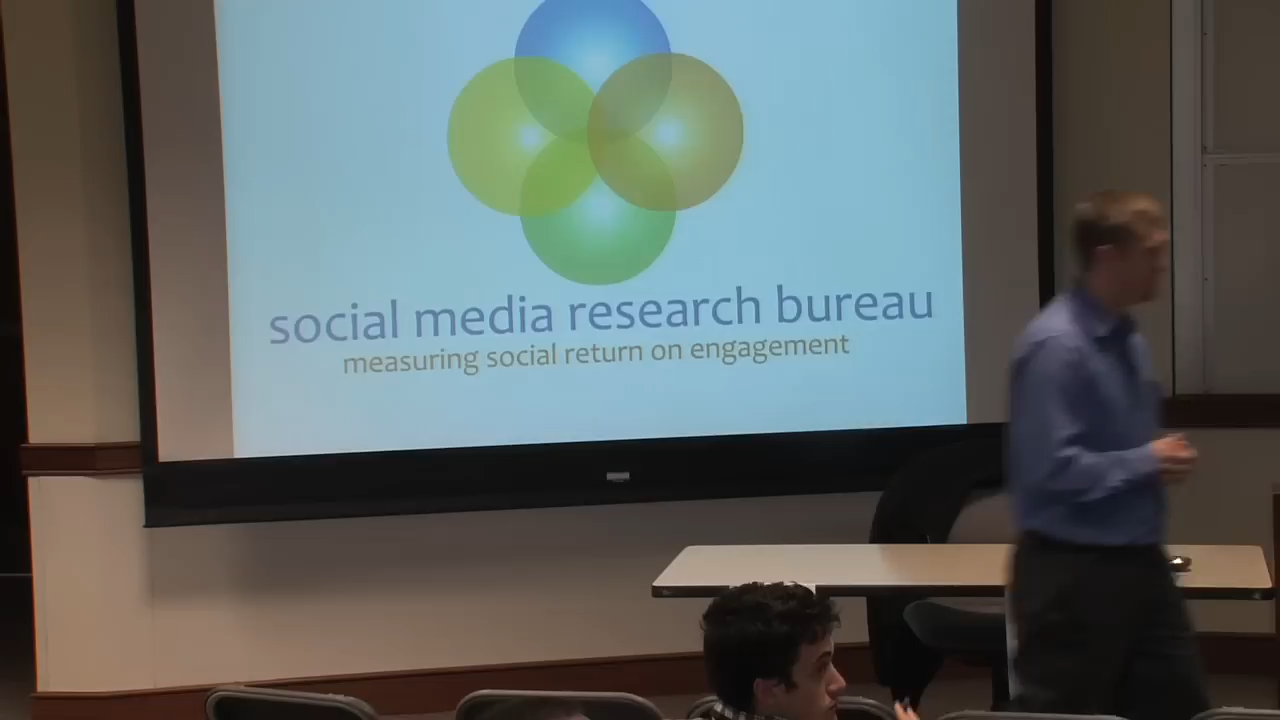 social media research bureau
measuring social return on engagement